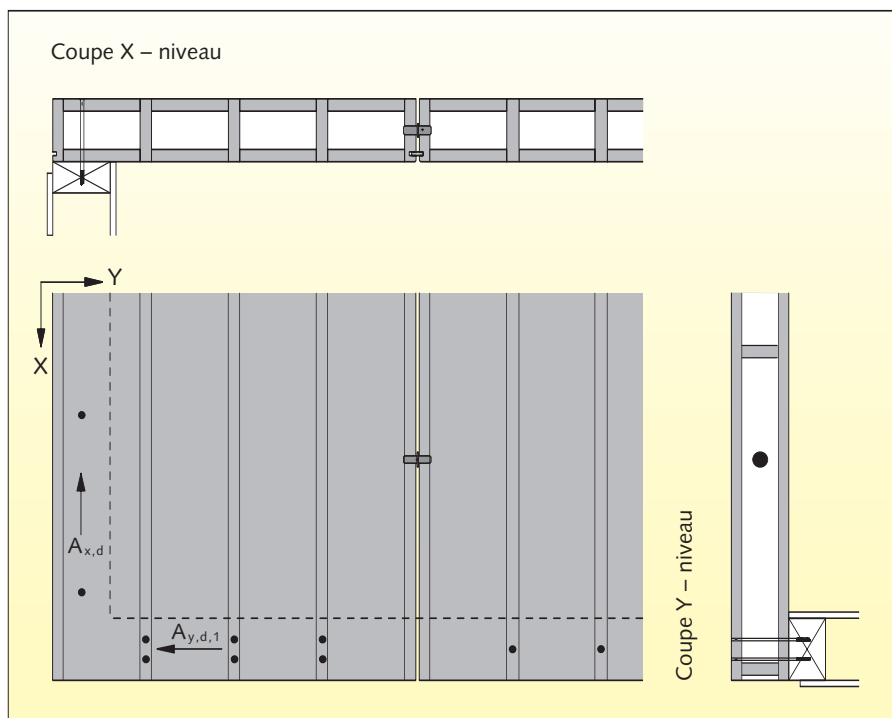 Coupe X – niveau
Y
X
Ax,d
Ay,d,1
Coupe Y – niveau